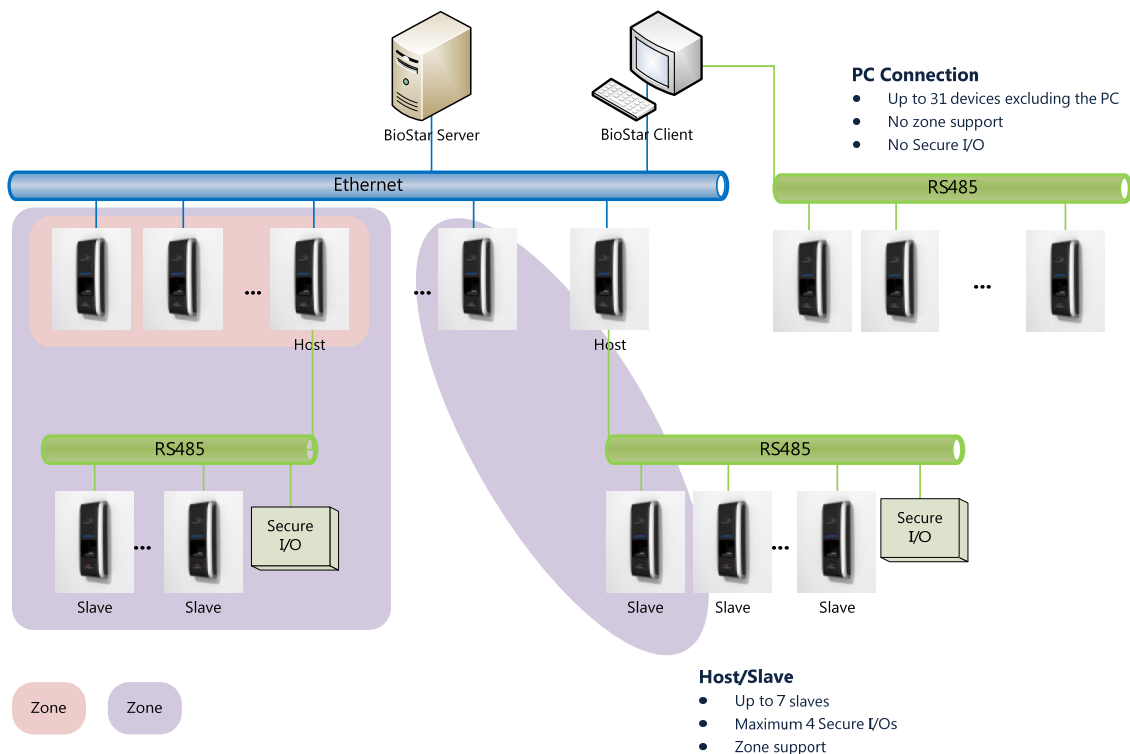 BioStar Server
BioStar Client
PC Connection
• Up to 31 devices excluding the PC
• No zone support
• No Secure I/O
Ethernet
RS485
...
...
...
Host
Host
RS485
RS485
Secure
I/O
Secure
I/O
...
...
Slave
Slave
Slave
Slave
Slave
Zone
Zone
Host/Slave
• Up to 7 slaves
• Maximum 4 Secure I/Os
• Zone support